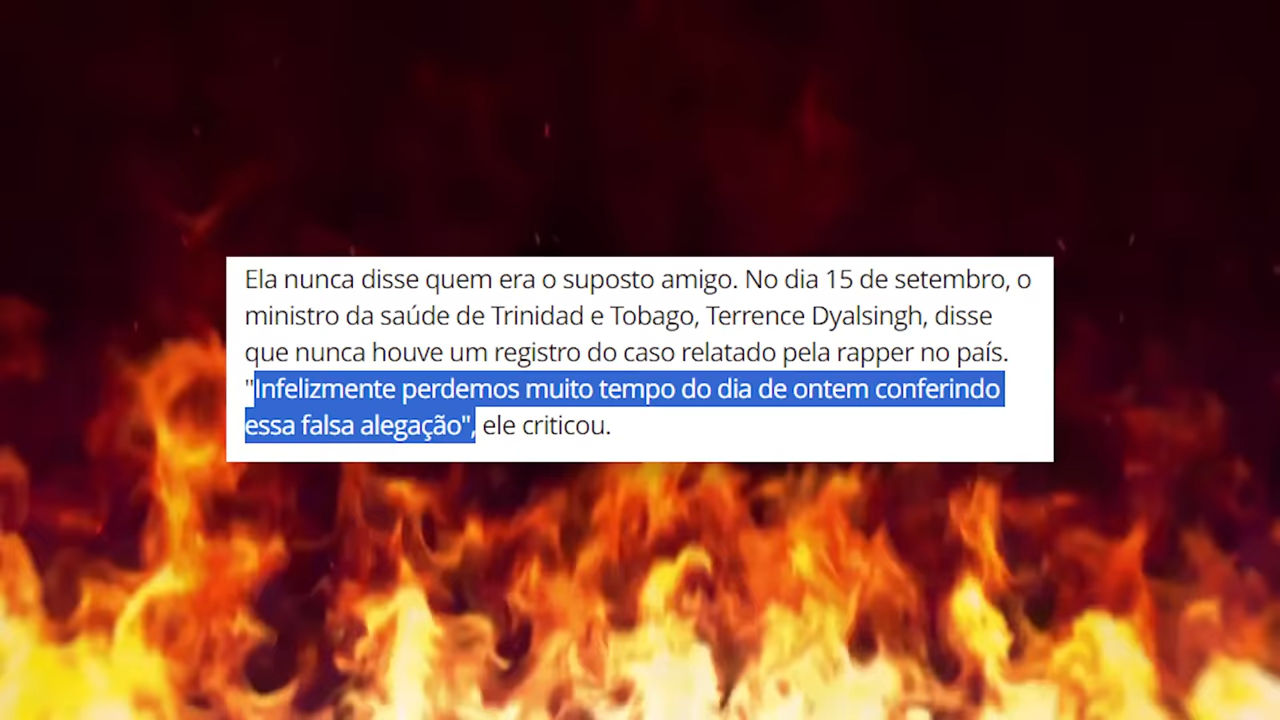 Ela nunca disse quem era o suposto amigo. No dia 15 de setembro, o
ministro da saúde de Trinidad e Tobago, Terrence Dyalsingh, disse
que nunca houve um registro do caso relatado pela rapper no país.
"Infelizmente perdemos muito tempo do dia de ontem conferindo
essa falsa alegação", ele criticou.